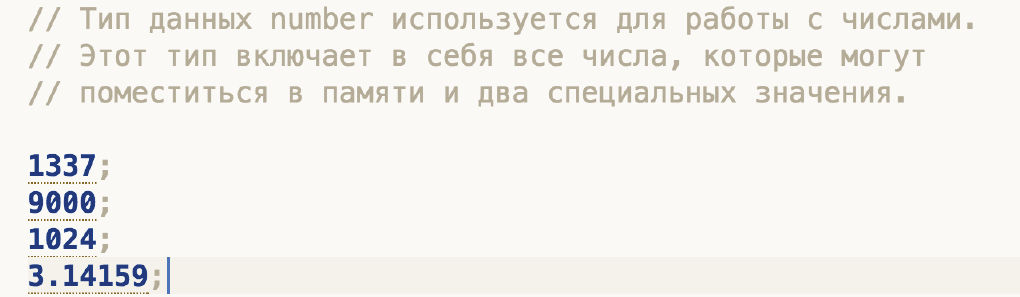 // Тип данных number используется для работы с числами.
// Этот тип включает в себя все числа, которые могут
// поместиться в памяти и два специальных значения.
1337;
9000;
1024;
3.14159;